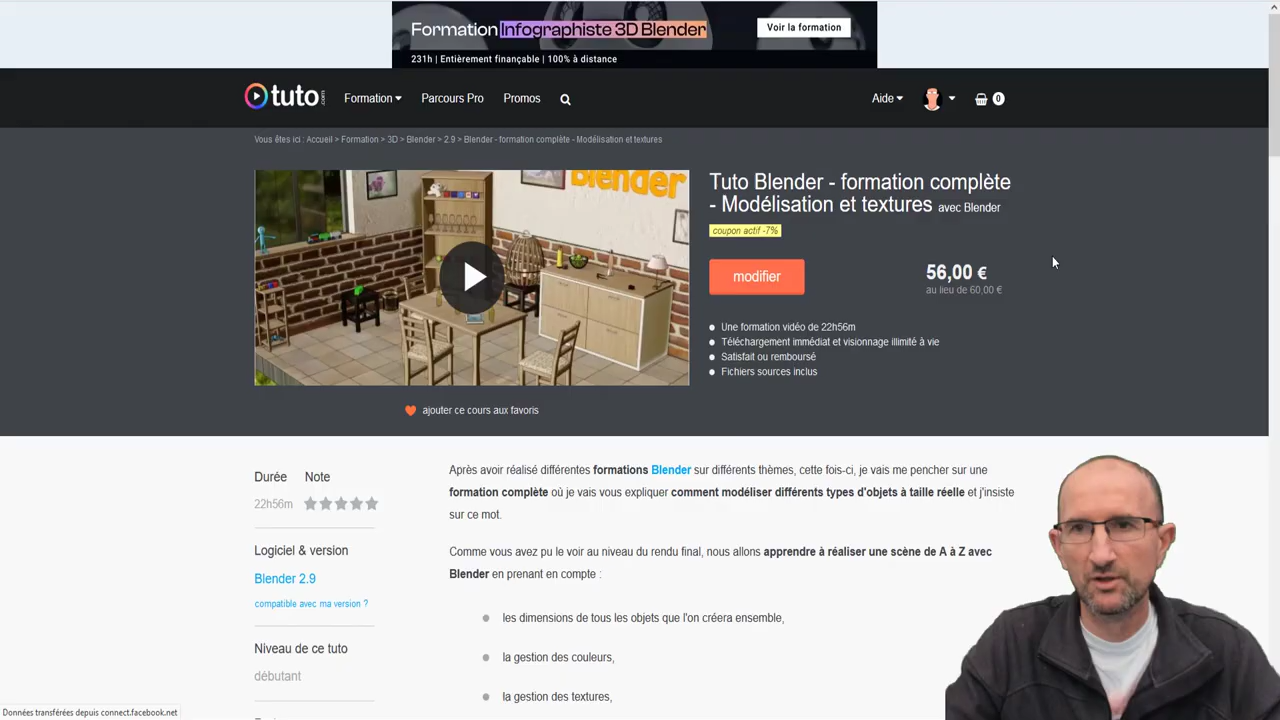 Formation Infographiste 3D Blender
Voir la formation
231h | Entièrement finançable | 100% à distance
tuto.com
Formation
Parcours Pro
Promos
Aide
0
Vous êtes ici : Accueil > Formation > 3D > Blender > 2.9 > Blender - formation complète - Modélisation et textures
Blender
Tuto Blender - formation complète
- Modélisation et textures avec Blender
coupon actif -7%
modifier
56,00 €
au lieu de 60,00 €
Une formation vidéo de 22h56m
Téléchargement immédiat et visionnage illimité à vie
Satisfait ou remboursé
Fichiers sources inclus
ajouter ce cours aux favoris
Durée
Note
22h56m
Logiciel & version
Blender 2.9
compatible avec ma version ?
Niveau de ce tuto
débutant
Après avoir réalisé différentes formations Blender sur différents thèmes, cette fois-ci, je vais me pencher sur une
formation complète où je vais vous expliquer comment modéliser différents types d'objets à taille réelle et j'insiste
sur ce mot.
Comme vous avez pu le voir au niveau du rendu final, nous allons apprendre à réaliser une scène de A à Z avec
Blender en prenant en compte :
les dimensions de tous les objets que l'on créera ensemble,
la gestion des couleurs,
la gestion des textures,
Données transférées depuis connect.facebook.net